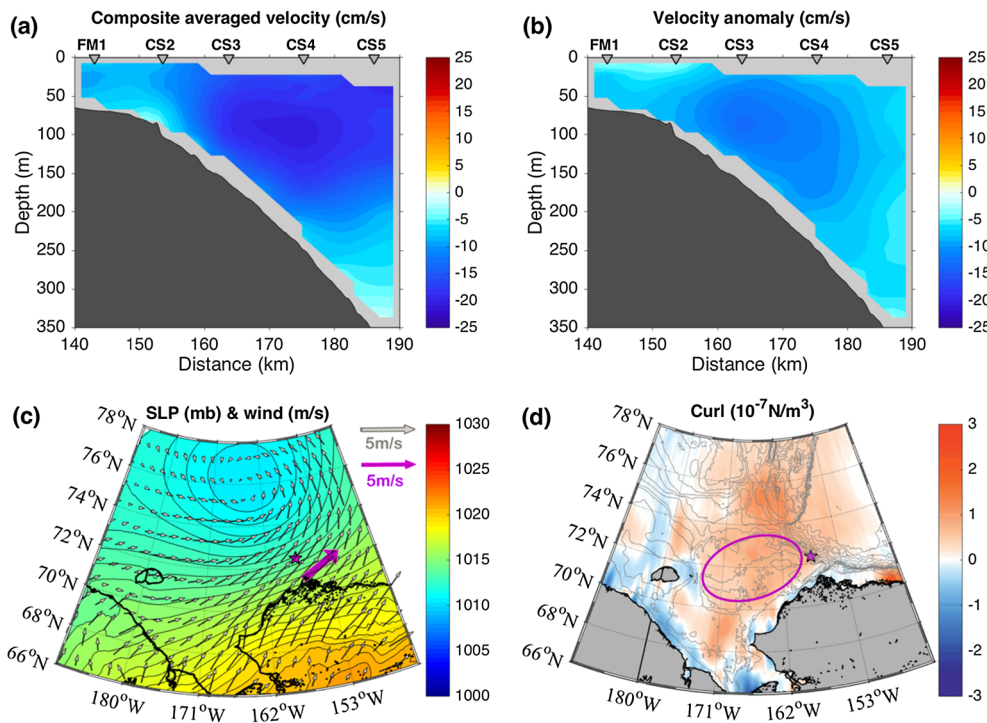 (a)
Composite averaged velocity (cm/s)
FM1 CS2 CS3 CS4 CS5
0
50
100
150
200
250
300
350
Depth (m)
140 150 160 170 180 190
Distance (km)
25
20
15
10
5
0
-5
-10
-15
-20
-25
(b)
Velocity anomaly (cm/s)
FM1 CS2 CS3 CS4 CS5
0
50
100
150
200
250
300
350
Depth (m)
140 150 160 170 180 190
Distance (km)
25
20
15
10
5
0
-5
-10
-15
-20
-25
(c)
SLP (mb) & wind (m/s)
5m/s
5m/s
78°N
76°N
74°N
72°N
70°N
68°N
66°N
180°W 171°W 162°W 153°W
1030
1025
1020
1015
1010
1005
1000
(d)
Curl (10⁻⁷N/m³)
78°N
76°N
74°N
72°N
70°N
68°N
66°N
180°W 171°W 162°W 153°W
3
2
1
0
-1
-2
-3